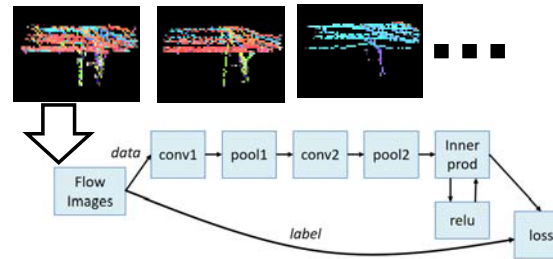 data
conv1
pool1
conv2
pool2
Inner
prod
Flow
Images
relu
label
loss